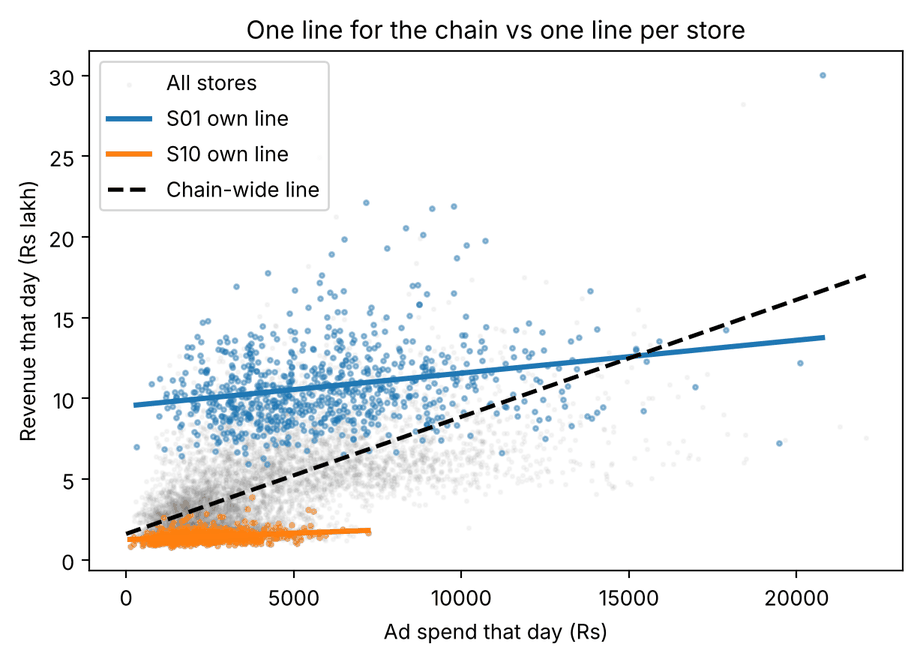 One line for the chain vs one line per store
All stores
S01 own line
S10 own line
Chain-wide line
Revenue that day (Rs lakh)
30
25
20
15
10
5
0
0 5000 10000 15000 20000
Ad spend that day (Rs)